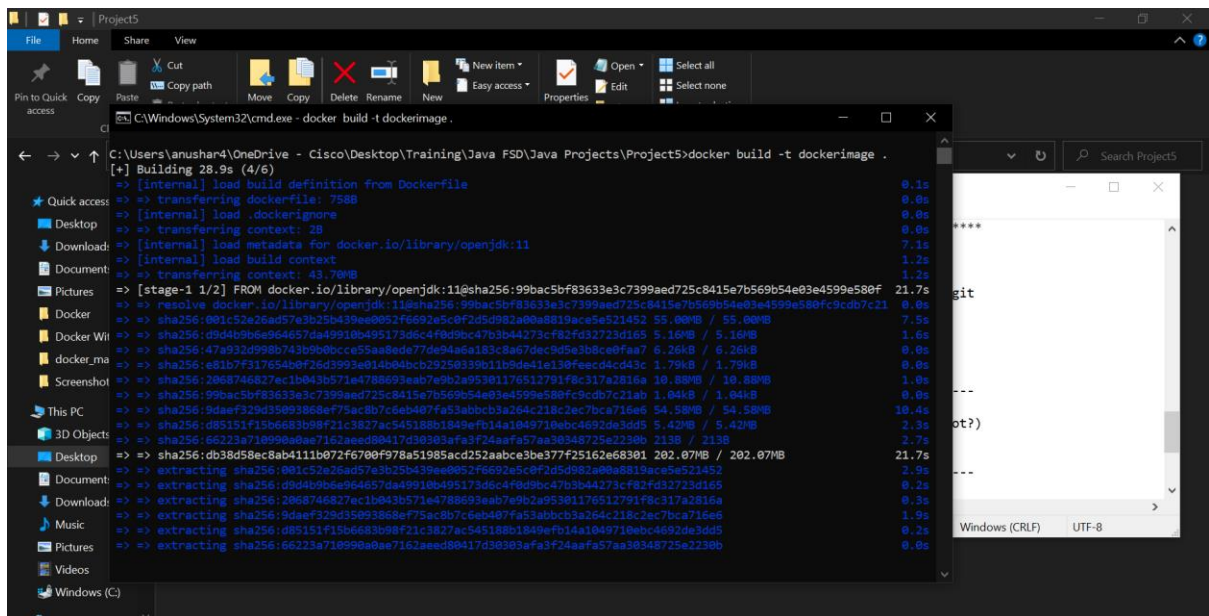 Project5
File Home Share View
Pin to Quick access
Copy
Paste
Cut
Copy path
Move
Copy
Delete
Rename
New
New item
Easy access
Properties
Open
Edit
Select all
Select none
C:\Windows\System32\cmd.exe - docker build -t dockerimage .
Search Project5
C:\Users\anushar4\OneDrive - Cisco\Desktop\Training\Java FSD\Java Projects\Project5>docker build -t dockerimage .
[+] Building 28.9s (4/6)
=> [internal] load build definition from Dockerfile 0.1s
=> => transferring dockerfile: 758B 0.0s
=> [internal] load .dockerignore 0.0s
=> => transferring context: 2B 0.0s
=> [internal] load metadata for docker.io/library/openjdk:11 7.1s
=> [internal] load build context 1.2s
=> => transferring context: 43.70MB 1.2s
=> [stage-1 1/2] FROM docker.io/library/openjdk:11@sha256:99bac5bf83633e3c7399aed725c8415e7b569b54e03e4599e580f 21.7s
=> => resolve docker.io/library/openjdk:11@sha256:99bac5bf83633e3c7399aed725c8415e7b569b54e03e4599e580fc9cdb7c21 0.0s
=> => sha256:001c52e26ad57e3b25b439ee0052f6692e5c0f2d5d982a00a8819ace5e521452 55.00MB / 55.00MB 7.5s
=> => sha256:d9d4b9b6e964657da49910b495173d6c4f0d9bc47b3b44273cf82fd32723d165 5.16MB / 5.16MB 1.6s
=> => sha256:47a932d998b743b9b0bcce55aa8ede77de94a6a183c8a67dec9d5e3b8ce0faa7 6.26kB / 6.26kB 0.0s
=> => sha256:e81b7f317654b0f26d3993e014b04bcb29250339b11b9de41e130feecd4cd43c 1.79kB / 1.79kB 0.0s
=> => sha256:2068746827ec1b043b571e4788693eab7e9b2a95301176512791f8c317a2816a 10.88MB / 10.88MB 1.0s
=> => sha256:99bac5bf83633e3c7399aed725c8415e7b569b54e03e4599e580fc9cdb7c21ab 1.04kB / 1.04kB 0.0s
=> => sha256:9daef329d35093868ef75ac8b7c6eb407fa53abbcb3a264c218c2ec7bca716e6 54.58MB / 54.58MB 10.4s
=> => sha256:d85151f15b6683b98f21c3827ac545188b1849efb14a1049710ebc4692de3dd5 5.42MB / 5.42MB 2.3s
=> => sha256:66223a710990a0ae7162aeed80417d30303afa3f24aafa57aa30348725e2230b 213B / 213B 2.7s
=> => sha256:db38d58ec8ab4111b072f6700f978a51985acd252aabce3be377f25162e68301 202.07MB / 202.07MB 21.7s
=> => extracting sha256:001c52e26ad57e3b25b439ee0052f6692e5c0f2d5d982a00a8819ace5e521452 2.9s
=> => extracting sha256:d9d4b9b6e964657da49910b495173d6c4f0d9bc47b3b44273cf82fd32723d165 0.2s
=> => extracting sha256:2068746827ec1b043b571e4788693eab7e9b2a95301176512791f8c317a2816a 0.3s
=> => extracting sha256:9daef329d35093868ef75ac8b7c6eb407fa53abbcb3a264c218c2ec7bca716e6 1.9s
=> => extracting sha256:d85151f15b6683b98f21c3827ac545188b1849efb14a1049710ebc4692de3dd5 0.2s
=> => extracting sha256:66223a710990a0ae7162aeed80417d30303afa3f24aafa57aa30348725e2230b 0.0s
Quick access
Desktop
Download
Document
Pictures
Docker
Docker Wit
docker_ma
Screenshot
This PC
3D Objects
Desktop
Document
Download
Music
Pictures
Videos
Windows (C:)
****
git
---
ot?)
---
Windows (CRLF) UTF-8